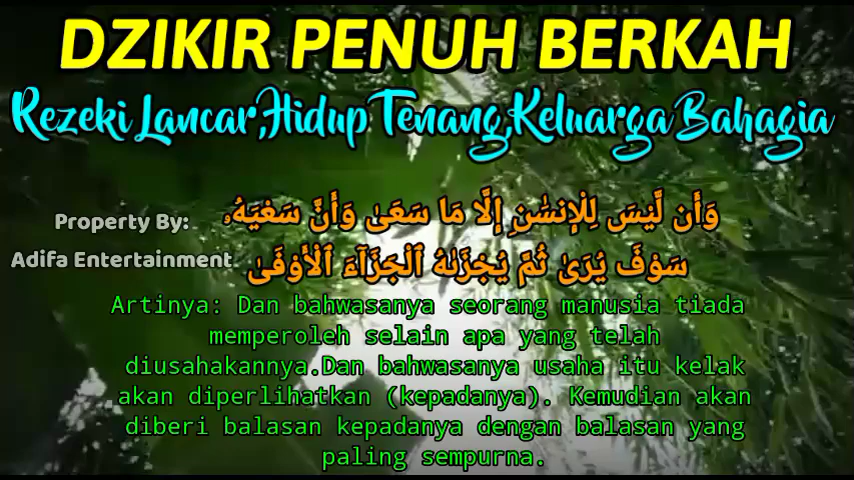 DZIKIR PENUH BERKAH
Rezeki Lancar,Hidup Tenang,Keluarga Bahagia
وَأَن لَّيْسَ لِلْإِنسَٰنِ إِلَّا مَا سَعَىٰ وَأَنَّ سَعْيَهُۥ
سَوْفَ يُرَىٰ ثُمَّ يُجْزَىٰهُ ٱلْجَزَآءَ ٱلْأَوْفَىٰ
Property By:
Adifa Entertainment
Artinya: Dan bahwasanya seorang manusia tiada
memperoleh selain apa yang telah
diusahakannya.Dan bahwasanya usaha itu kelak
akan diperlihatkan (kepadanya). Kemudian akan
diberi balasan kepadanya dengan balasan yang
paling sempurna.